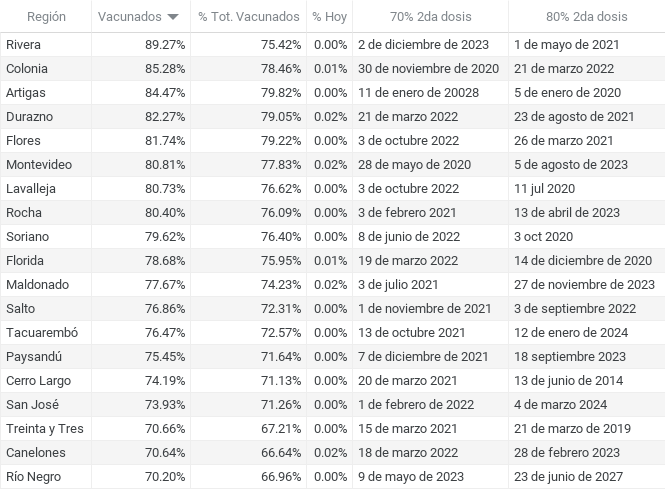 Región Vacunados % Tot. Vacunados % Hoy 70% 2da dosis 80% 2da dosis
Rivera 89.27% 75.42% 0.00% 2 de diciembre de 2023 1 de mayo de 2021
Colonia 85.28% 78.46% 0.01% 30 de noviembre de 2020 21 de marzo 2022
Artigas 84.47% 79.82% 0.00% 11 de enero de 20028 5 de enero de 2020
Durazno 82.27% 79.05% 0.02% 21 de marzo 2022 23 de agosto de 2021
Flores 81.74% 79.22% 0.00% 3 de octubre 2022 26 de marzo 2021
Montevideo 80.81% 77.83% 0.02% 28 de mayo de 2020 5 de agosto de 2023
Lavalleja 80.73% 76.62% 0.00% 3 de octubre 2022 11 jul 2020
Rocha 80.40% 76.09% 0.00% 3 de febrero 2021 13 de abril de 2023
Soriano 79.62% 76.40% 0.00% 8 de junio de 2022 3 oct 2020
Florida 78.68% 75.95% 0.01% 19 de marzo 2022 14 de diciembre de 2020
Maldonado 77.67% 74.23% 0.02% 3 de julio 2021 27 de noviembre de 2023
Salto 76.86% 72.31% 0.00% 1 de noviembre de 2021 3 de septiembre 2022
Tacuarembó 76.47% 72.57% 0.00% 13 de octubre 2021 12 de enero de 2024
Paysandú 75.45% 71.64% 0.00% 7 de diciembre de 2021 18 septiembre 2023
Cerro Largo 74.19% 71.13% 0.00% 20 de marzo 2021 13 de junio de 2014
San José 73.93% 71.26% 0.00% 1 de febrero de 2022 4 de marzo 2024
Treinta y Tres 70.66% 67.21% 0.00% 15 de marzo 2021 21 de marzo de 2019
Canelones 70.64% 66.64% 0.02% 18 de marzo 2022 28 de febrero 2023
Río Negro 70.20% 66.96% 0.00% 9 de mayo de 2023 23 de junio de 2027